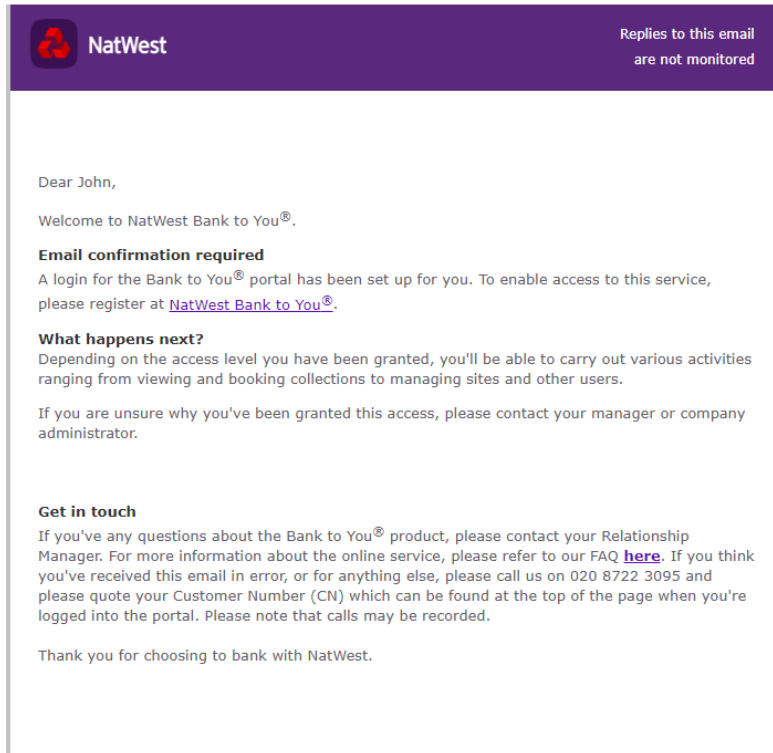 NatWest
Replies to this email
are not monitored
Dear John,
Welcome to NatWest Bank to You®.
Email confirmation required
A login for the Bank to You® portal has been set up for you. To enable access to this service,
please register at NatWest Bank to You®.
What happens next?
Depending on the access level you have been granted, you'll be able to carry out various activities
ranging from viewing and booking collections to managing sites and other users.
If you are unsure why you've been granted this access, please contact your manager or company
administrator.
Get in touch
If you've any questions about the Bank to You® product, please contact your Relationship
Manager. For more information about the online service, please refer to our FAQ here. If you think
you've received this email in error, or for anything else, please call us on 020 8722 3095 and
please quote your Customer Number (CN) which can be found at the top of the page when you're
logged into the portal. Please note that calls may be recorded.
Thank you for choosing to bank with NatWest.